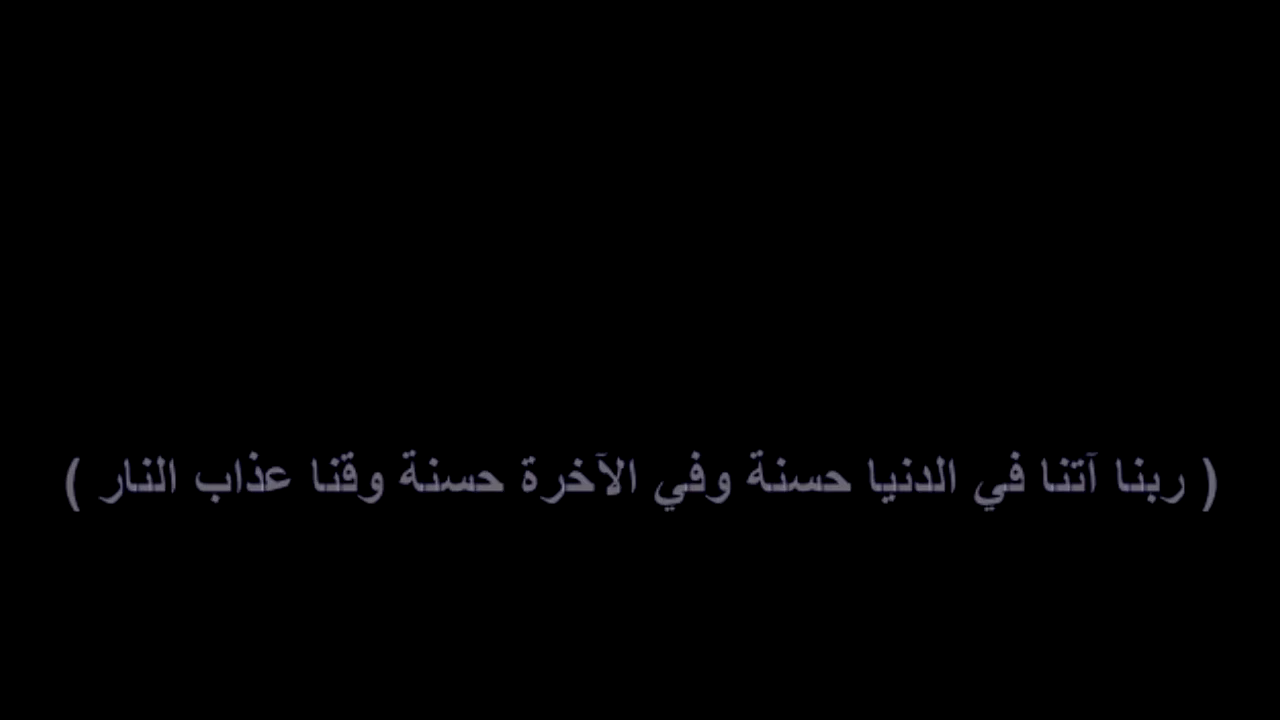 ( ربنا آتنا في الدنيا حسنة وفي الآخرة حسنة وقنا عذاب النار )